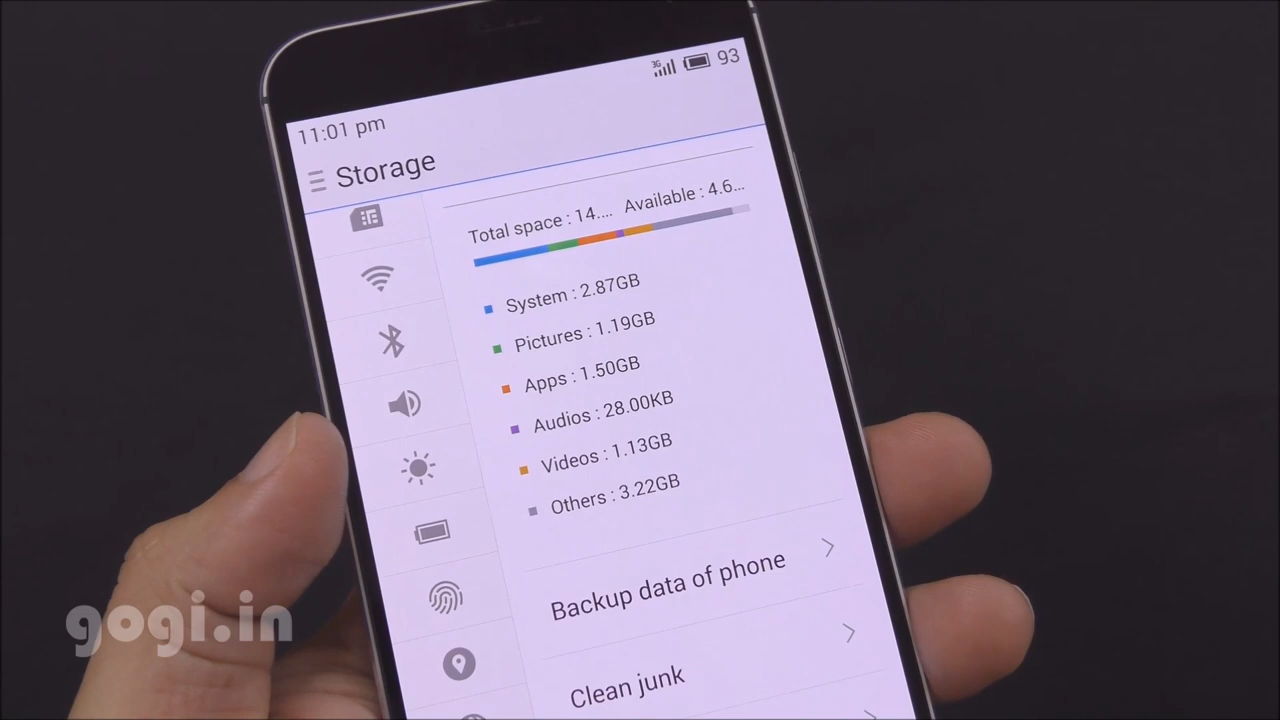 3G 93
11:01 pm
Storage
Total space : 14.... Available : 4.6...
System : 2.87GB
Pictures : 1.19GB
Apps : 1.50GB
Audios : 28.00KB
Videos : 1.13GB
Others : 3.22GB
Backup data of phone
Clean junk
gogi.in